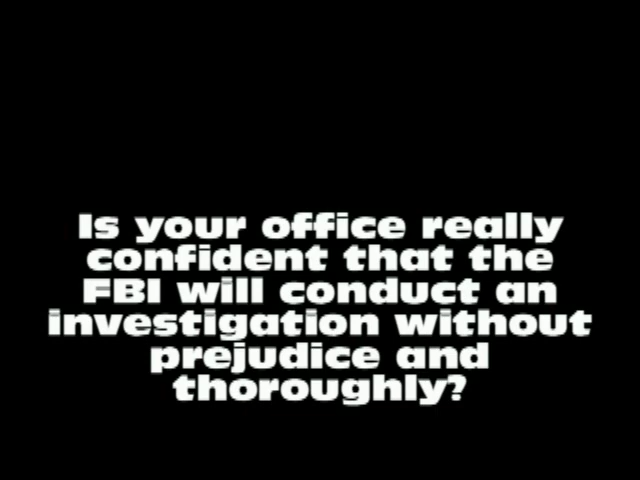 Is your office really
confident that the
FBI will conduct an
investigation without
prejudice and
thoroughly?